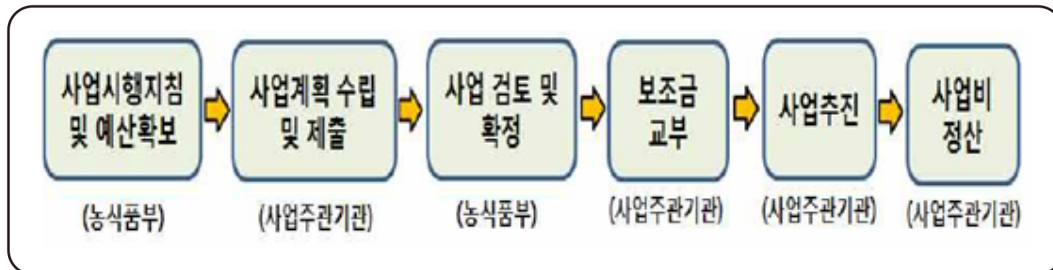 사업시행지침
및 예산확보
(농식품부)
사업계획 수립
및 제출
(사업주관기관)
사업 검토 및
확정
(농식품부)
보조금
교부
(사업주관기관)
사업추진
(사업주관기관)
사업비
정산
(사업주관기관)